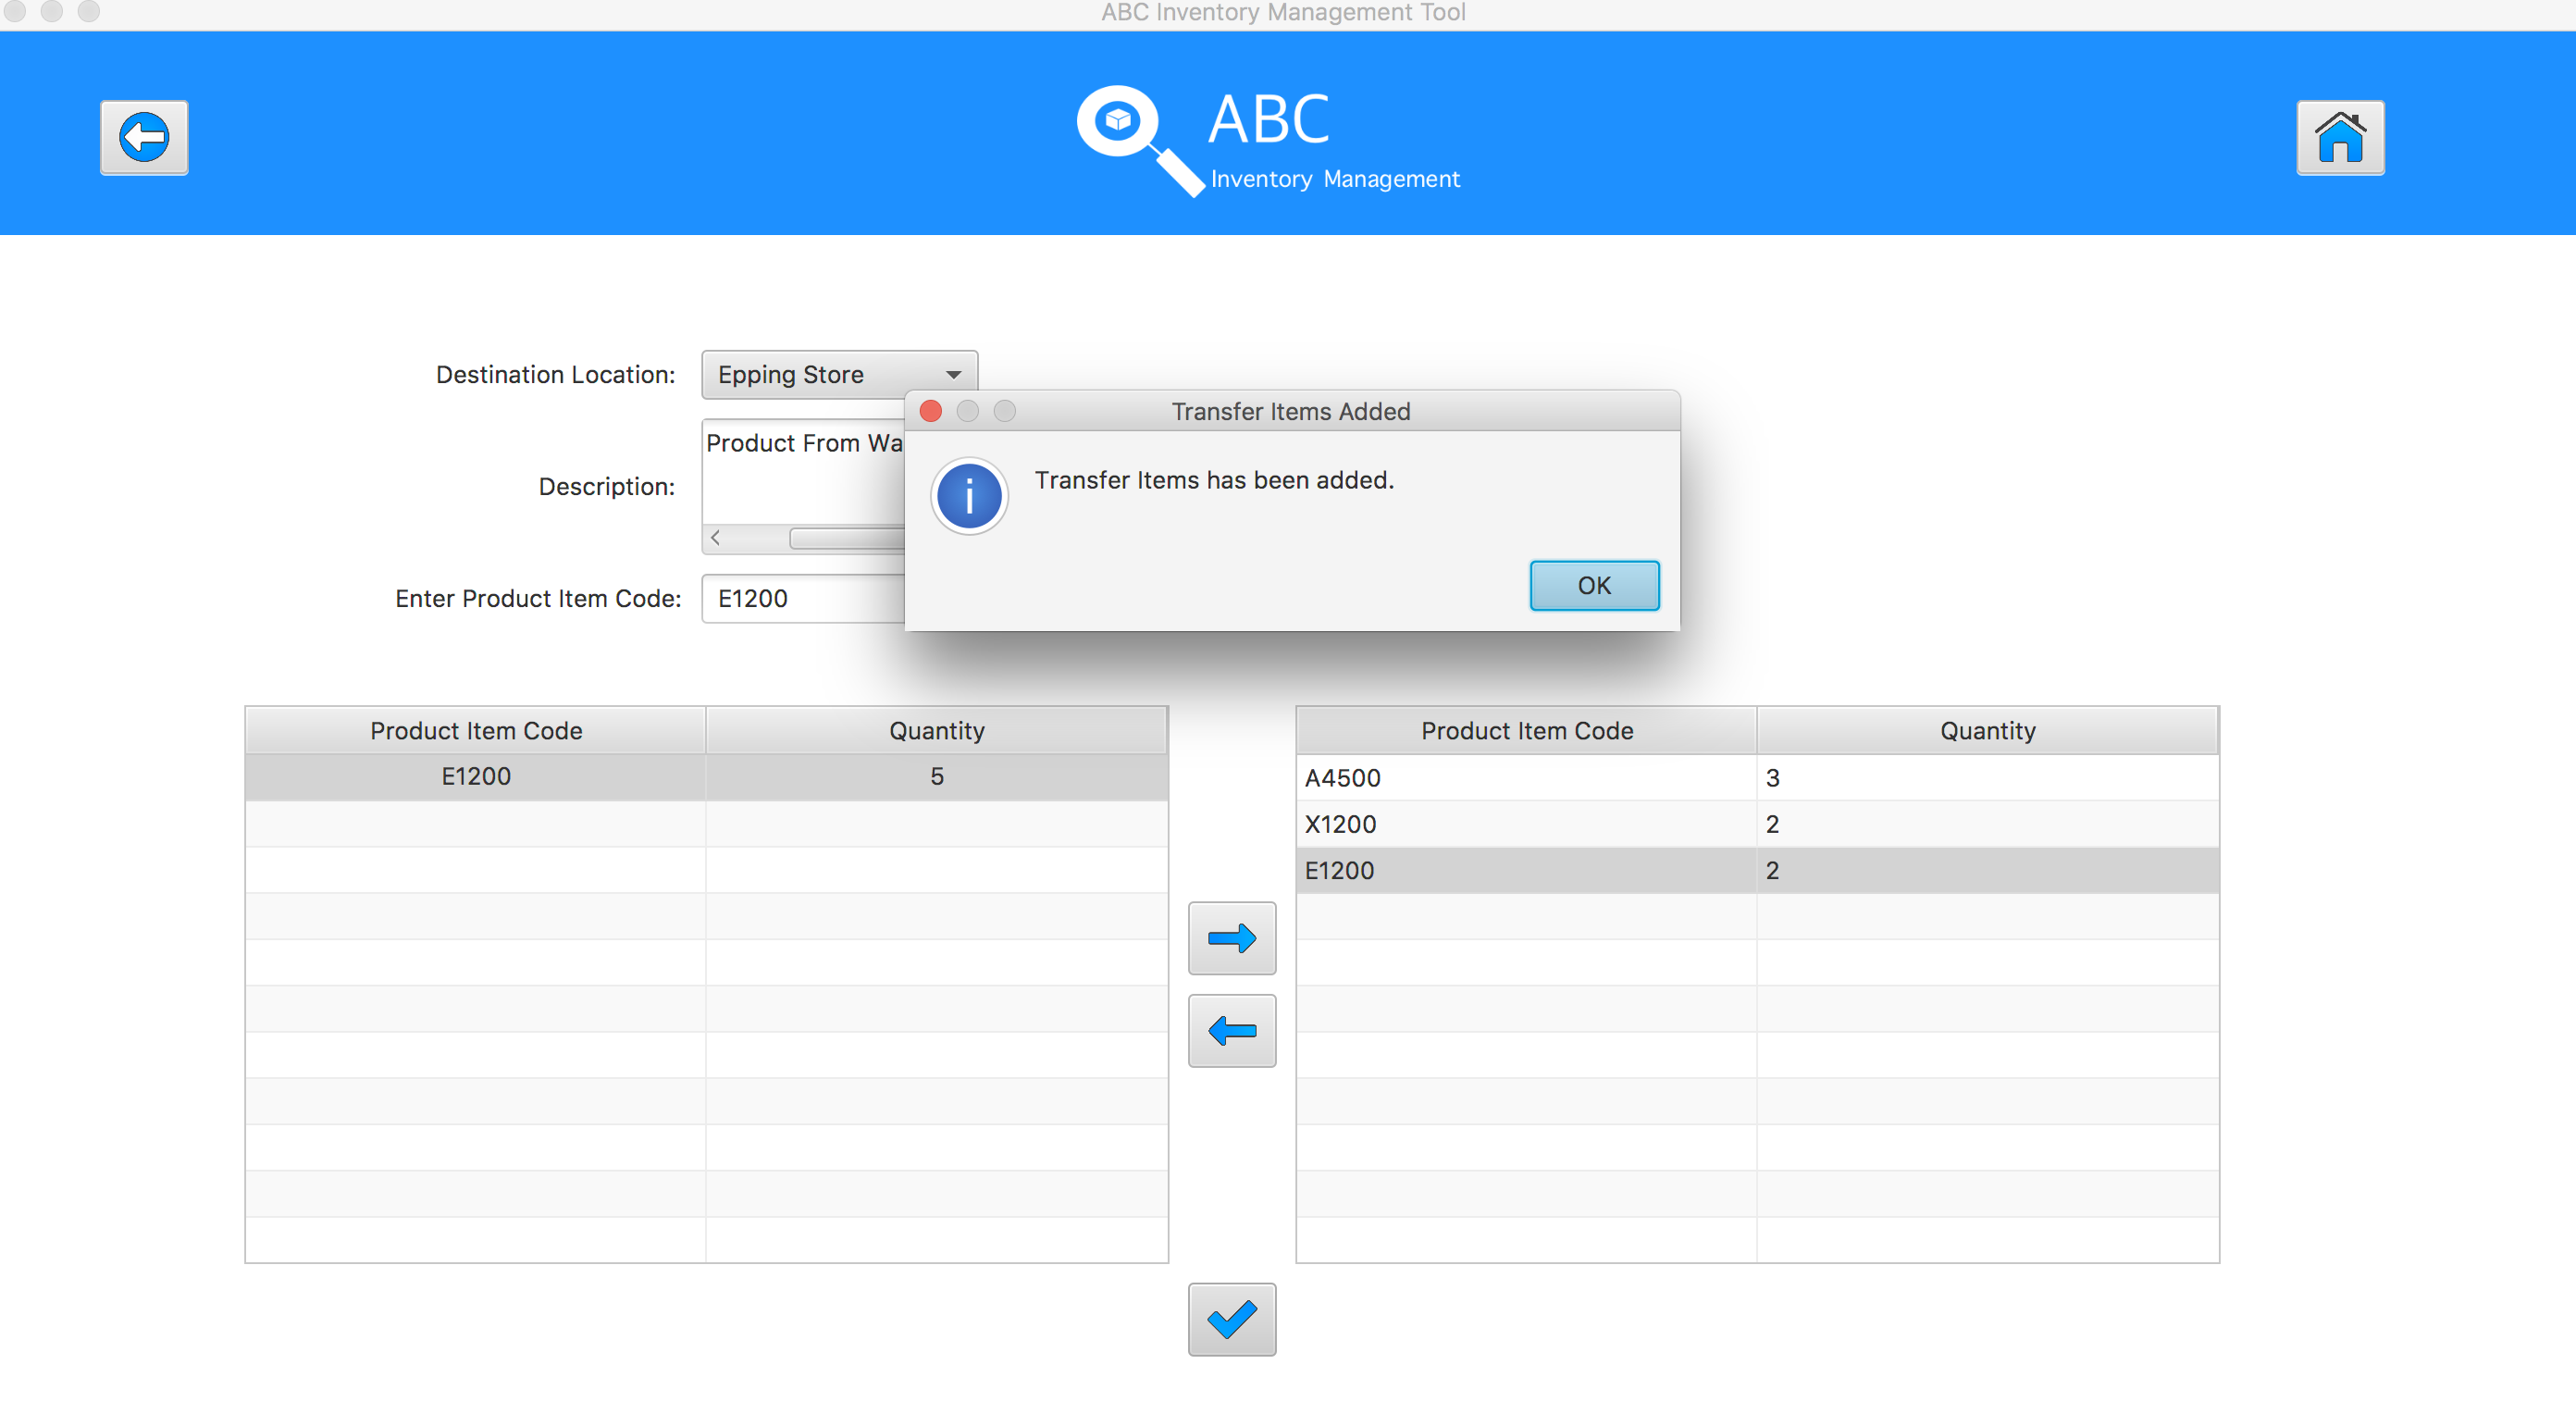 ABC Inventory Management Tool
ABC
Inventory Management
Destination Location:
Epping Store
Transfer Items Added
Description:
Product From Wa
Transfer Items has been added.
OK
Enter Product Item Code:
E1200
Product Item Code Quantity
E1200 5
Product Item Code Quantity
A4500 3
X1200 2
E1200 2